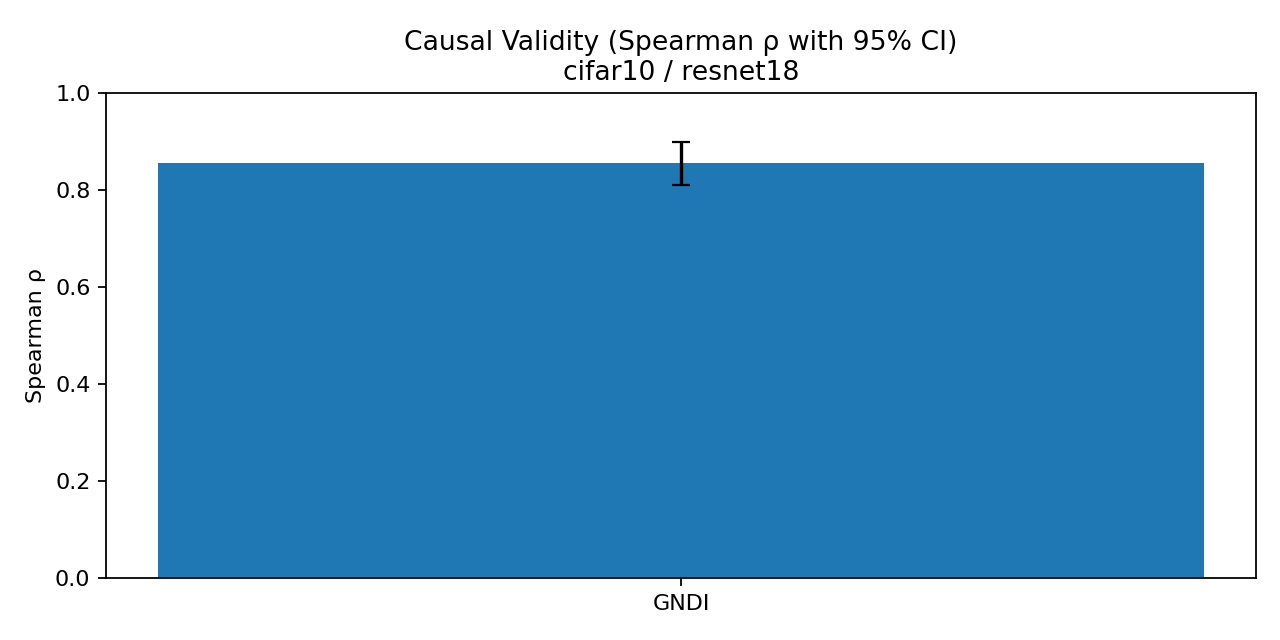 Causal Validity (Spearman ρ with 95% CI)
cifar10 / resnet18
1.0
0.8
0.6
0.4
0.2
0.0
Spearman ρ
GNDI